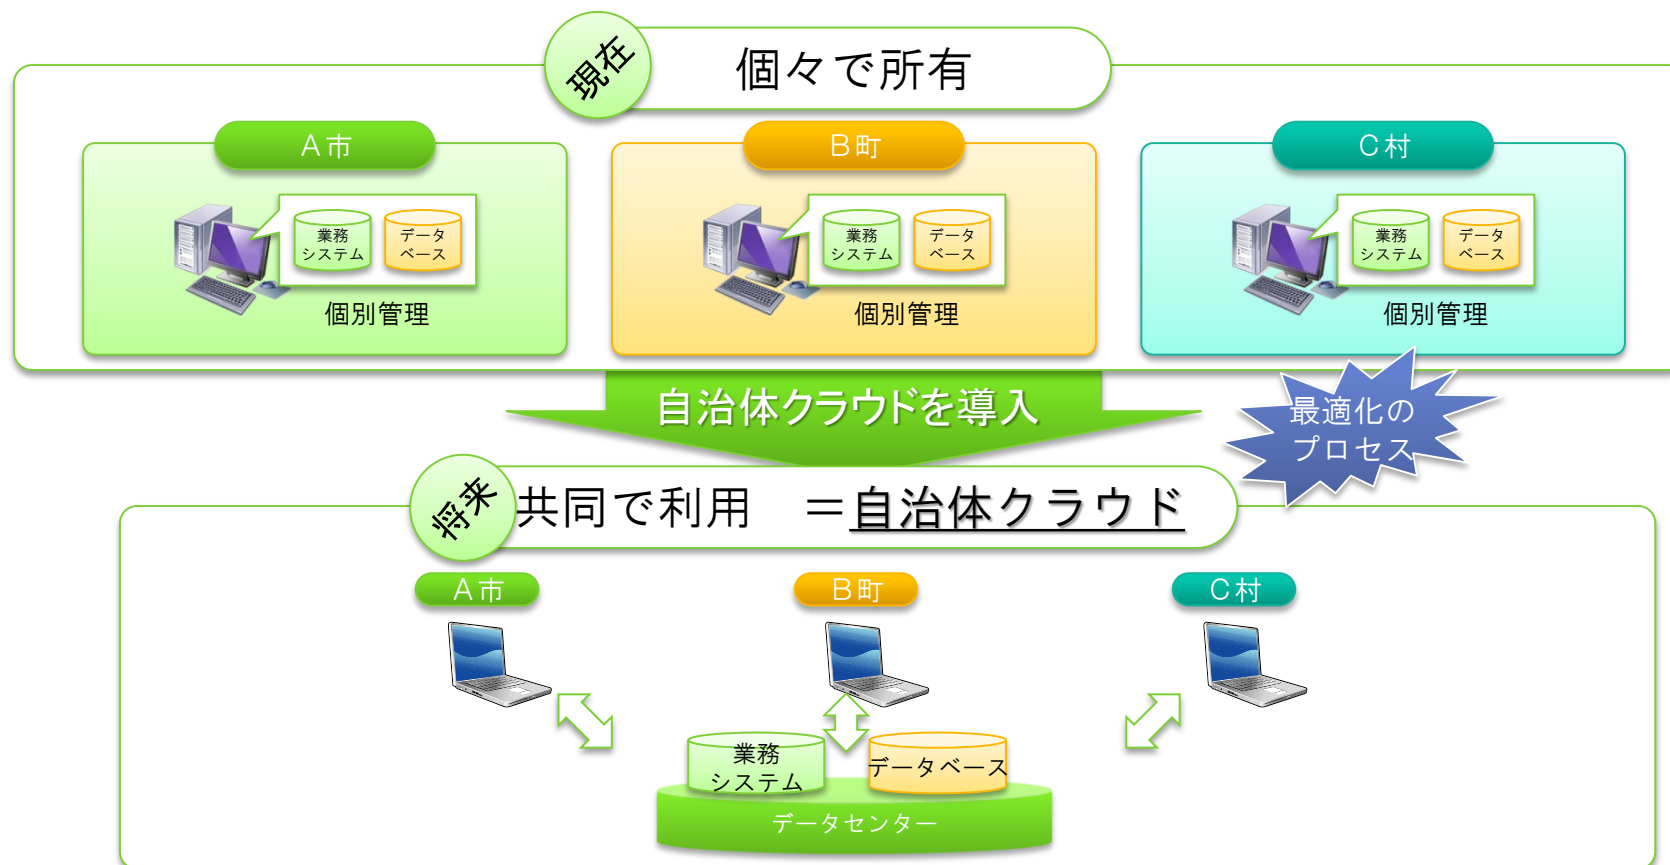 現在
個々で所有
A市
B町
C村
業務
システム
データ
ベース
個別管理
業務
システム
データ
ベース
個別管理
業務
システム
データ
ベース
個別管理
自治体クラウドを導入
最適化の
プロセス
将来
共同で利用　＝自治体クラウド
A市
B町
C村
業務
システム
データベース
データセンター